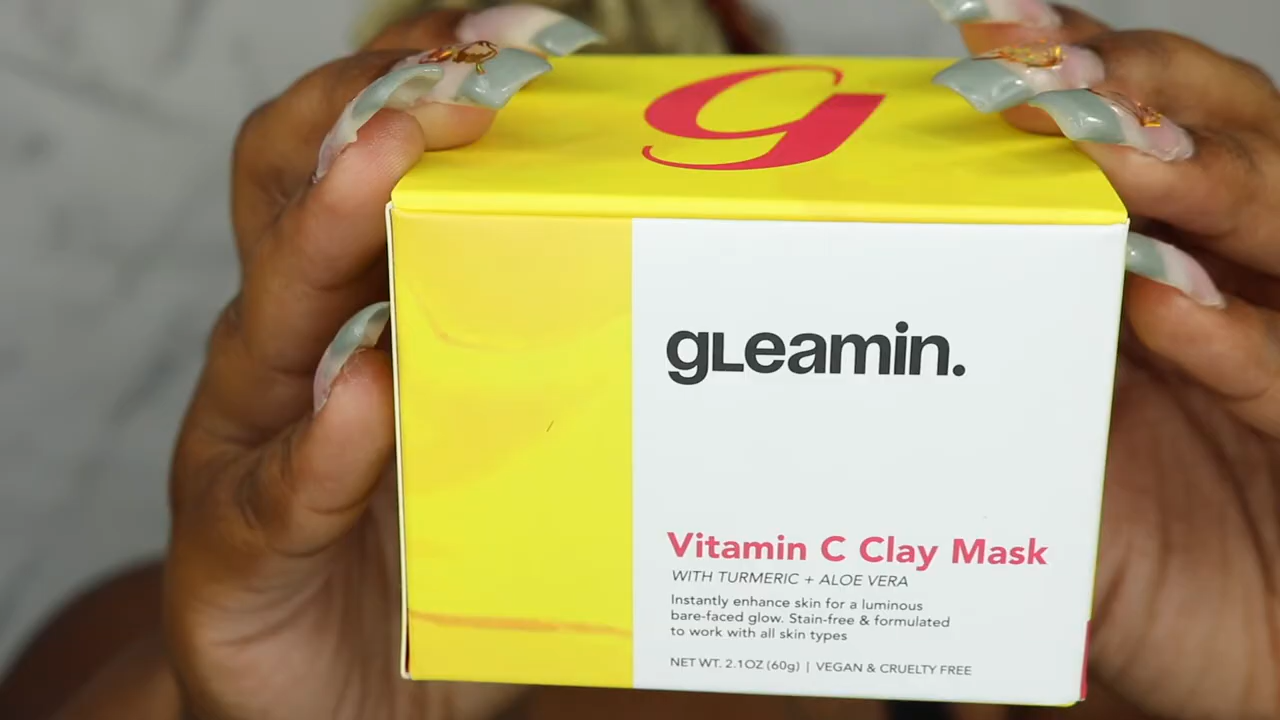 g
gLeamin.
Vitamin C Clay Mask
WITH TURMERIC + ALOE VERA
Instantly enhance skin for a luminous
bare-faced glow. Stain-free & formulated
to work with all skin types
NET WT. 2.1OZ (60g) | VEGAN & CRUELTY FREE